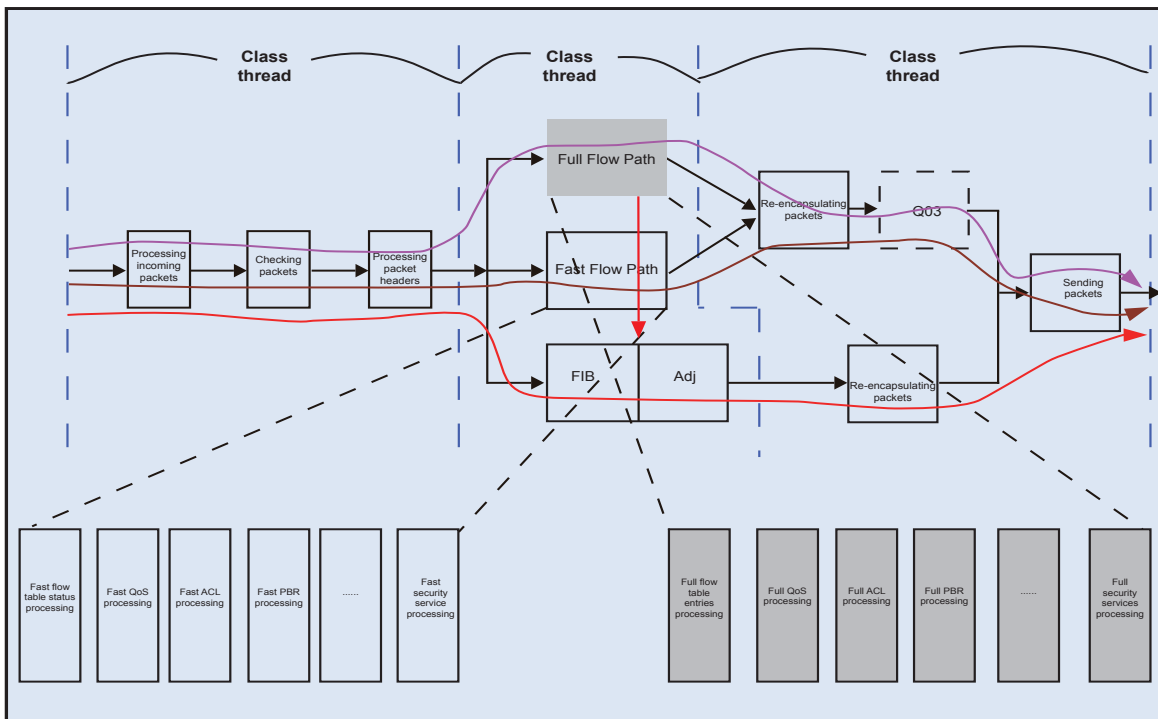 Class
thread
Class
thread
Class
thread
Full Flow Path
Re-encapsulating
packets
Q03
Processing
incoming
packets
Checking
packets
Processing
packet
headers
Fast Flow Path
Sending
packets
FIB
Adj
Re-encapsulating
packets
Fast flow
table status
processing
Fast QoS
processing
Fast ACL
processing
Fast PBR
processing
......
Fast
security
service
processing
Full flow
table
entries
processing
Full QoS
processing
Full ACL
processing
Full PBR
processing
......
Full
security
services
processing